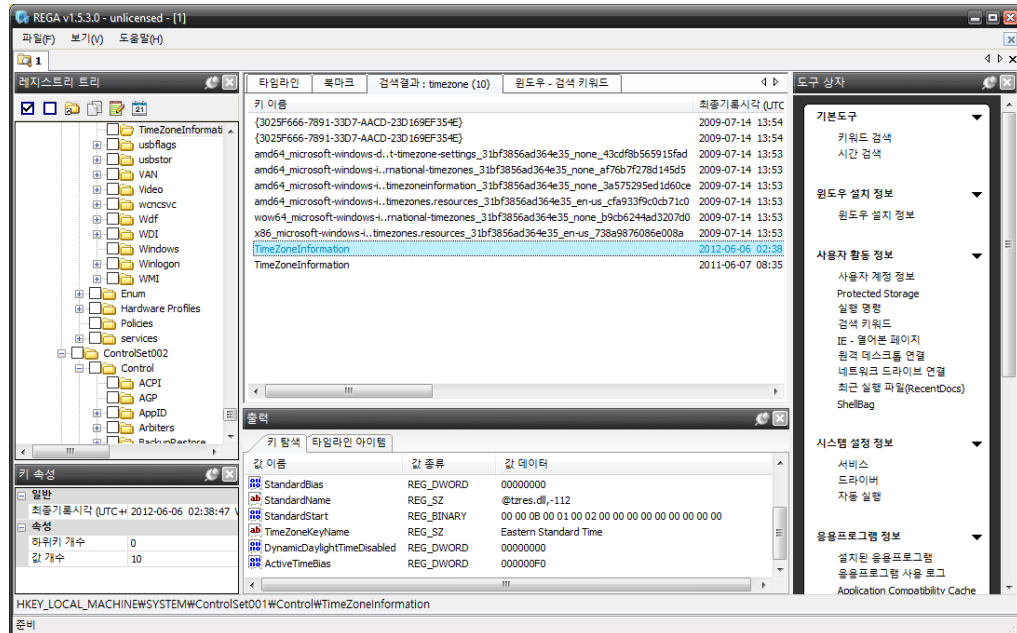 REGA v1.5.3.0 - unlicensed - [1]
파일(F) 보기(V) 도움말(H)
1
레지스트리 트리
TimeZoneInformati
usbflags
usbstor
VAN
Video
wcncsvc
Wdf
WDI
Windows
Winlogon
WMI
Enum
Hardware Profiles
Policies
services
ControlSet002
Control
ACPI
AGP
AppID
Arbiters
BackupRestore
키 속성
일반
최종기록시각 (UTC+ 2012-06-06 02:38:47
속성
하위키 개수 0
값 개수 10
타임라인 북마크 검색결과 : timezone (10) 윈도우 - 검색 키워드
키 이름 최종기록시각 (UTC
{3025F666-7891-33D7-AACD-23D169EF354E} 2009-07-14 13:54
{3025F666-7891-33D7-AACD-23D169EF354E} 2009-07-14 13:54
amd64_microsoft-windows-d..t-timezone-settings_31bf3856ad364e35_none_43cdf8b565915fad 2009-07-14 13:53
amd64_microsoft-windows-i..rnational-timezones_31bf3856ad364e35_none_af76b7f278d145d5 2009-07-14 13:53
amd64_microsoft-windows-i..timezoneinformation_31bf3856ad364e35_none_3a575295ed1d60ce 2009-07-14 13:53
amd64_microsoft-windows-i..timezones.resources_31bf3856ad364e35_en-us_cfa933f9c0cb71c0 2009-07-14 13:53
wow64_microsoft-windows-i..rnational-timezones_31bf3856ad364e35_none_b9cb6244ad3207d0 2009-07-14 13:53
x86_microsoft-windows-i..timezones.resources_31bf3856ad364e35_en-us_738a9876086e008a 2009-07-14 13:53
TimeZoneInformation 2012-06-06 02:38
TimeZoneInformation 2011-06-07 08:35
출력
키 탐색 타임라인 아이템
값 이름 값 종류 값 데이터
StandardBias REG_DWORD 00000000
StandardName REG_SZ @tzres.dll,-112
StandardStart REG_BINARY 00 00 0B 00 01 00 02 00 00 00 00 00 00 00 00 00
TimeZoneKeyName REG_SZ Eastern Standard Time
DynamicDaylightTimeDisabled REG_DWORD 00000000
ActiveTimeBias REG_DWORD 000000F0
도구 상자
기본도구
키워드 검색
시간 검색
윈도우 설치 정보
윈도우 설치 정보
사용자 활동 정보
사용자 계정 정보
Protected Storage
실행 명령
검색 키워드
IE - 열어본 페이지
원격 데스크톱 연결
네트워크 드라이브 연결
최근 실행 파일(RecentDocs)
ShellBag
시스템 설정 정보
서비스
드라이버
자동 실행
응용프로그램 정보
설치된 응용프로그램
응용프로그램 사용 로그
Application Compatibility Cache
HKEY_LOCAL_MACHINE₩SYSTEM₩ControlSet001₩Control₩TimeZoneInformation
준비